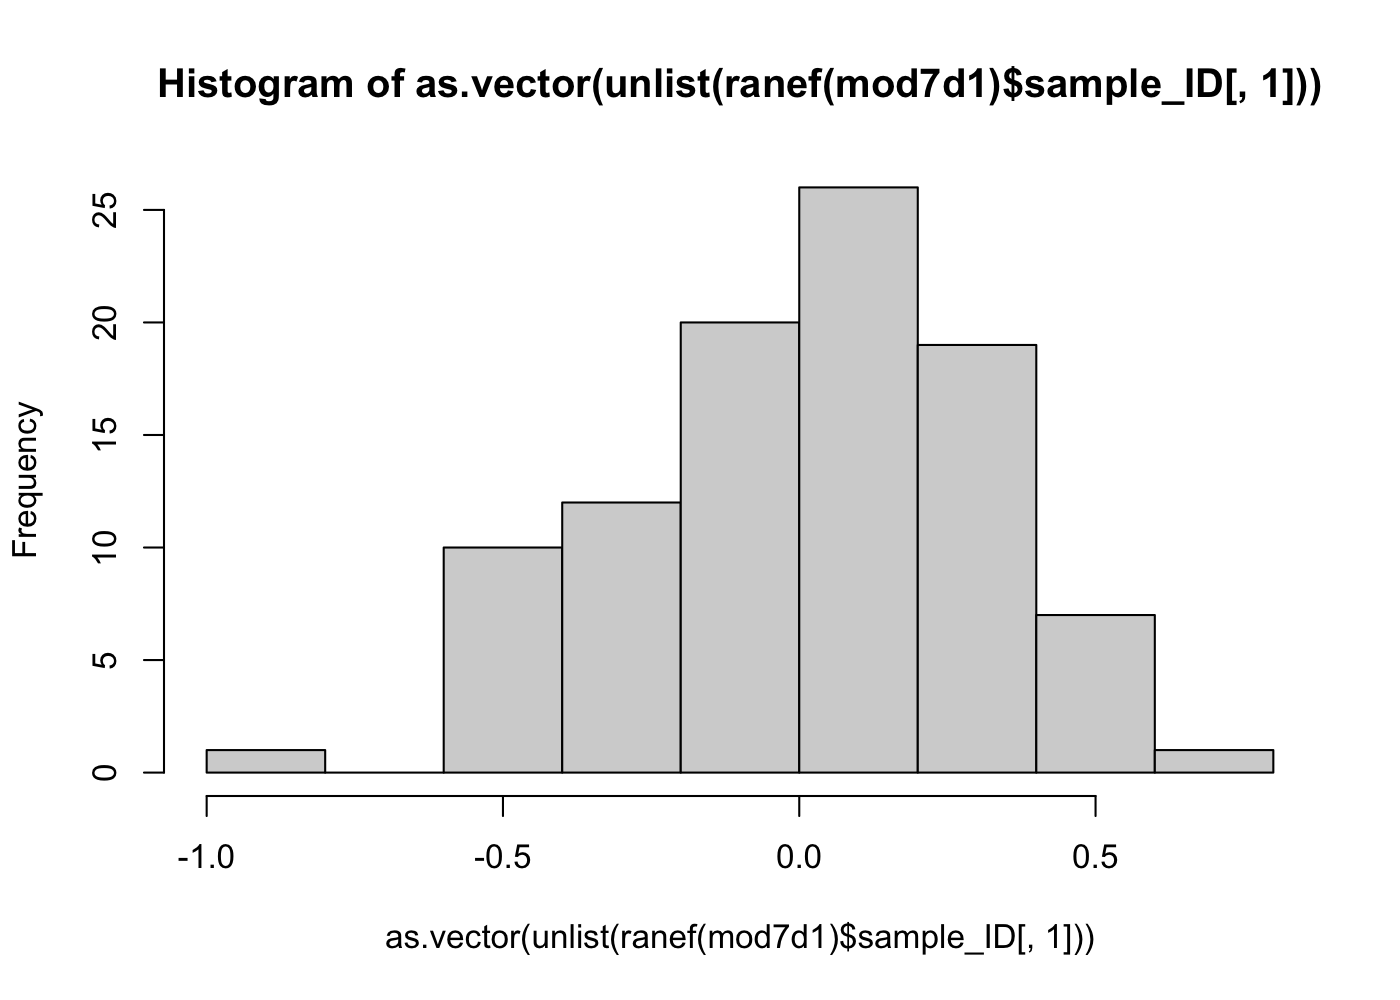 Histogram of as.vector(unlist(ranef(mod7d1)$sample_ID[, 1]))
Frequency
25
20
15
10
5
0
-1.0 -0.5 0.0 0.5
as.vector(unlist(ranef(mod7d1)$sample_ID[, 1]))